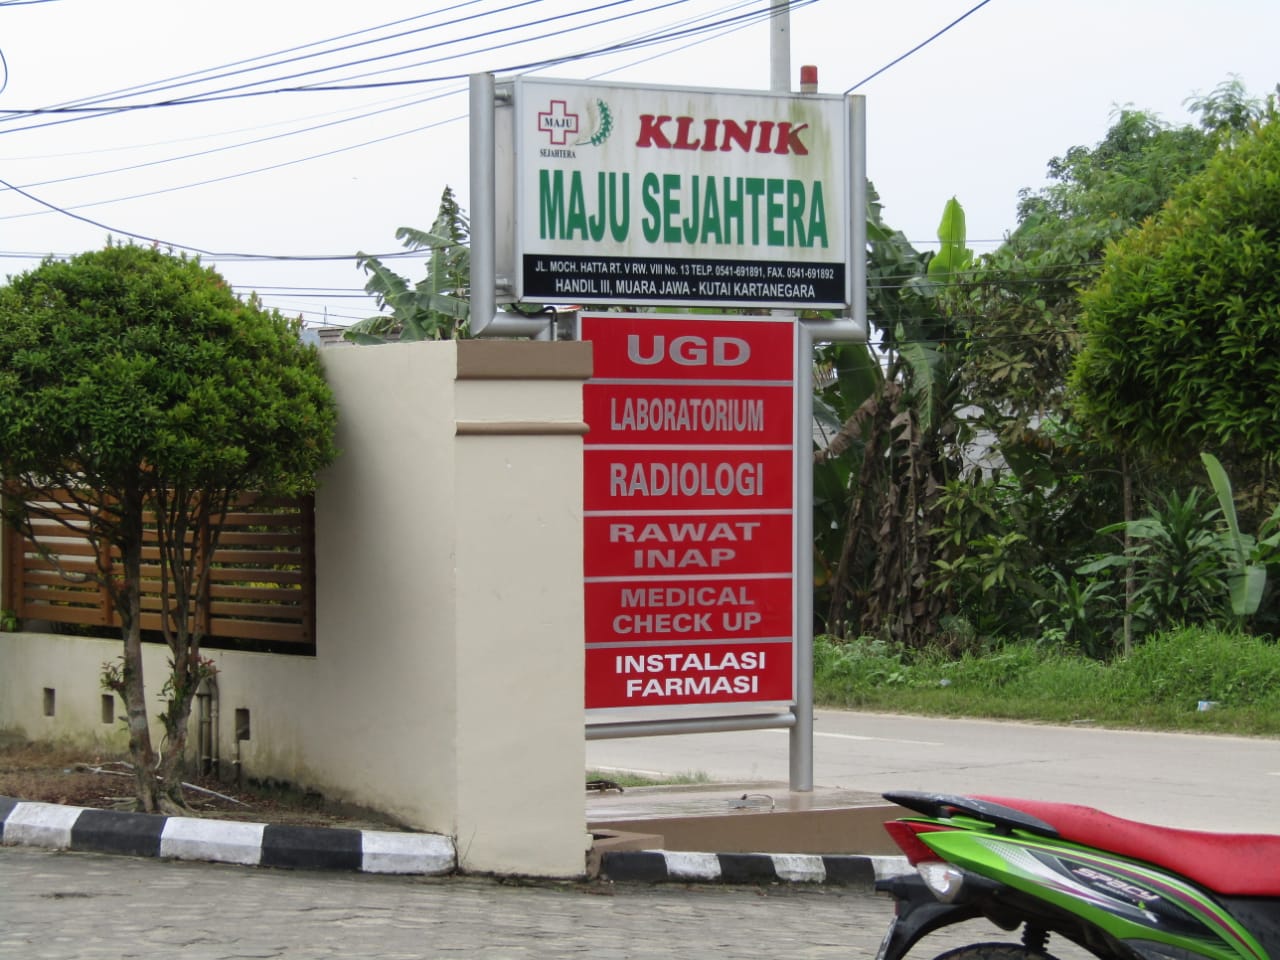 MAJU
SEJAHTERA
KLINIK
MAJU SEJAHTERA
JL. MOCH. HATTA RT. V RW. VIII No. 13 TELP. 0541-691891, FAX. 0541-691892
HANDIL III, MUARA JAWA - KUTAI KARTANEGARA
UGD
LABORATORIUM
RADIOLOGI
RAWAT
INAP
MEDICAL
CHECK UP
INSTALASI
FARMASI
SPACY